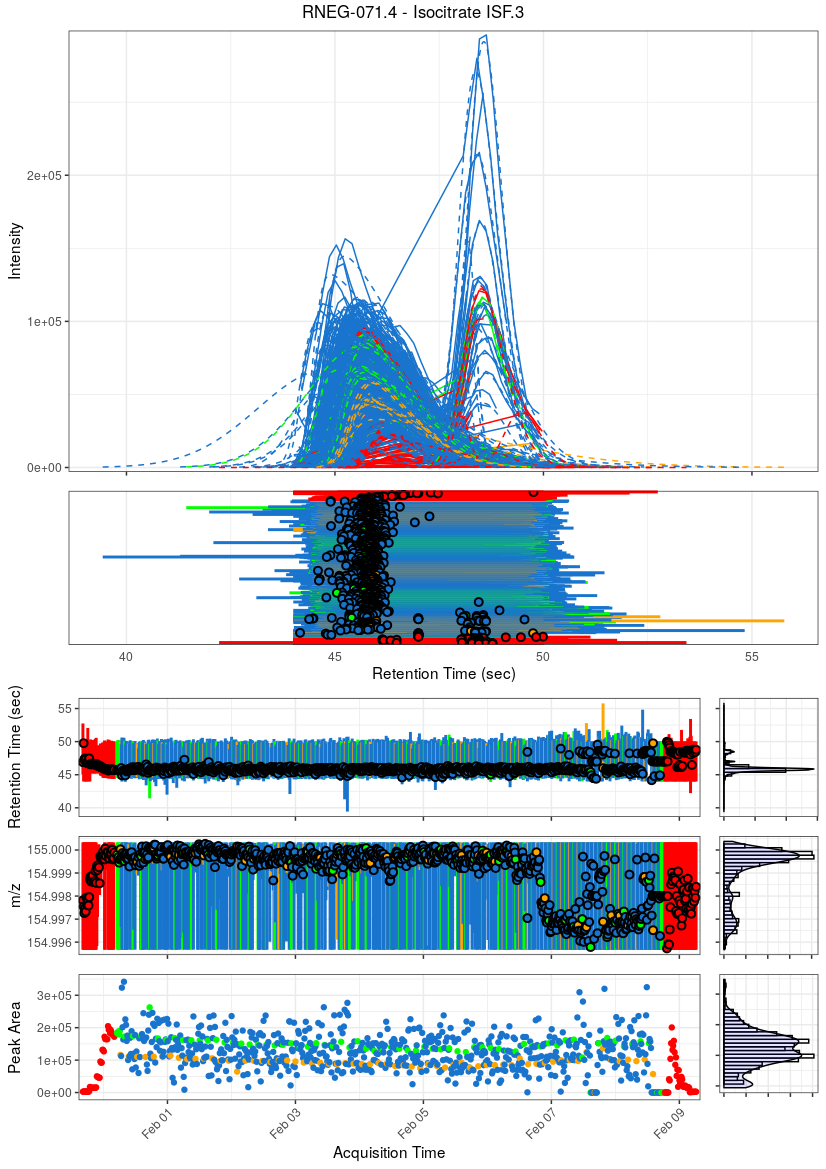 RNEG-071.4 - Isocitrate ISF.3
Intensity
2e+05
1e+05
0e+00
40
45
50
55
Retention Time (sec)
Retention Time (sec)
55
50
45
40
m/z
155.000
154.999
154.998
154.997
154.996
Peak Area
3e+05
2e+05
1e+05
0e+00
Feb 01
Feb 03
Feb 05
Feb 07
Feb 09
Acquisition Time